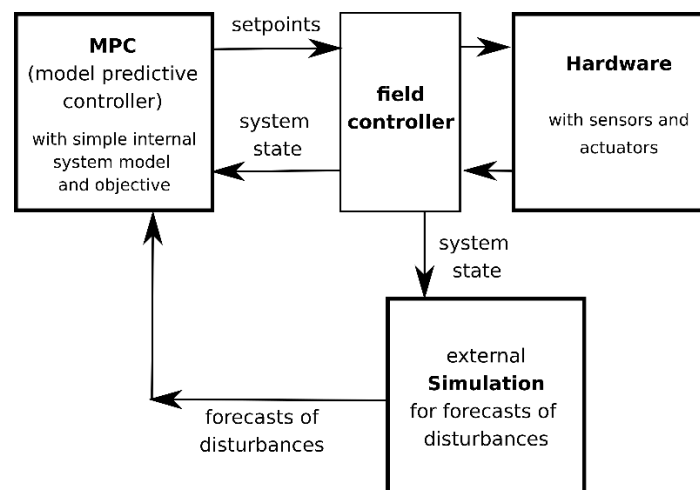 MPC
(model predictive
controller)
with simple internal
system model
and objective
setpoints
system
state
field
controller
Hardware
with sensors and
actuators
system
state
external
Simulation
for forecasts of
disturbances
forecasts of
disturbances